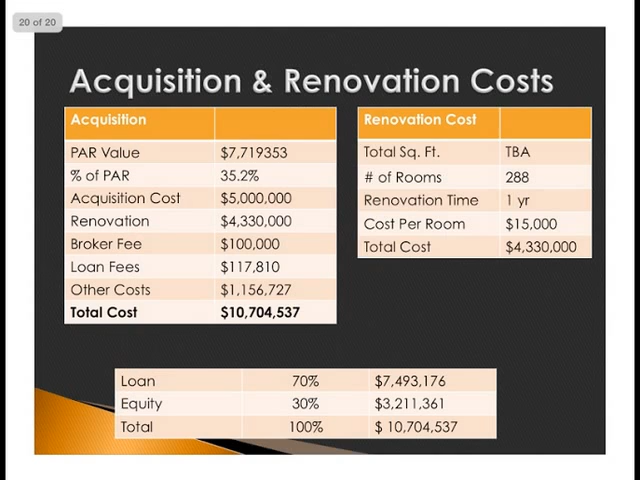 20 of 20
Acquisition & Renovation Costs
Acquisition
PAR Value $7,719353
% of PAR 35.2%
Acquisition Cost $5,000,000
Renovation $4,330,000
Broker Fee $100,000
Loan Fees $117,810
Other Costs $1,156,727
Total Cost $10,704,537
Renovation Cost
Total Sq. Ft. TBA
# of Rooms 288
Renovation Time 1 yr
Cost Per Room $15,000
Total Cost $4,330,000
Loan 70% $7,493,176
Equity 30% $3,211,361
Total 100% $ 10,704,537